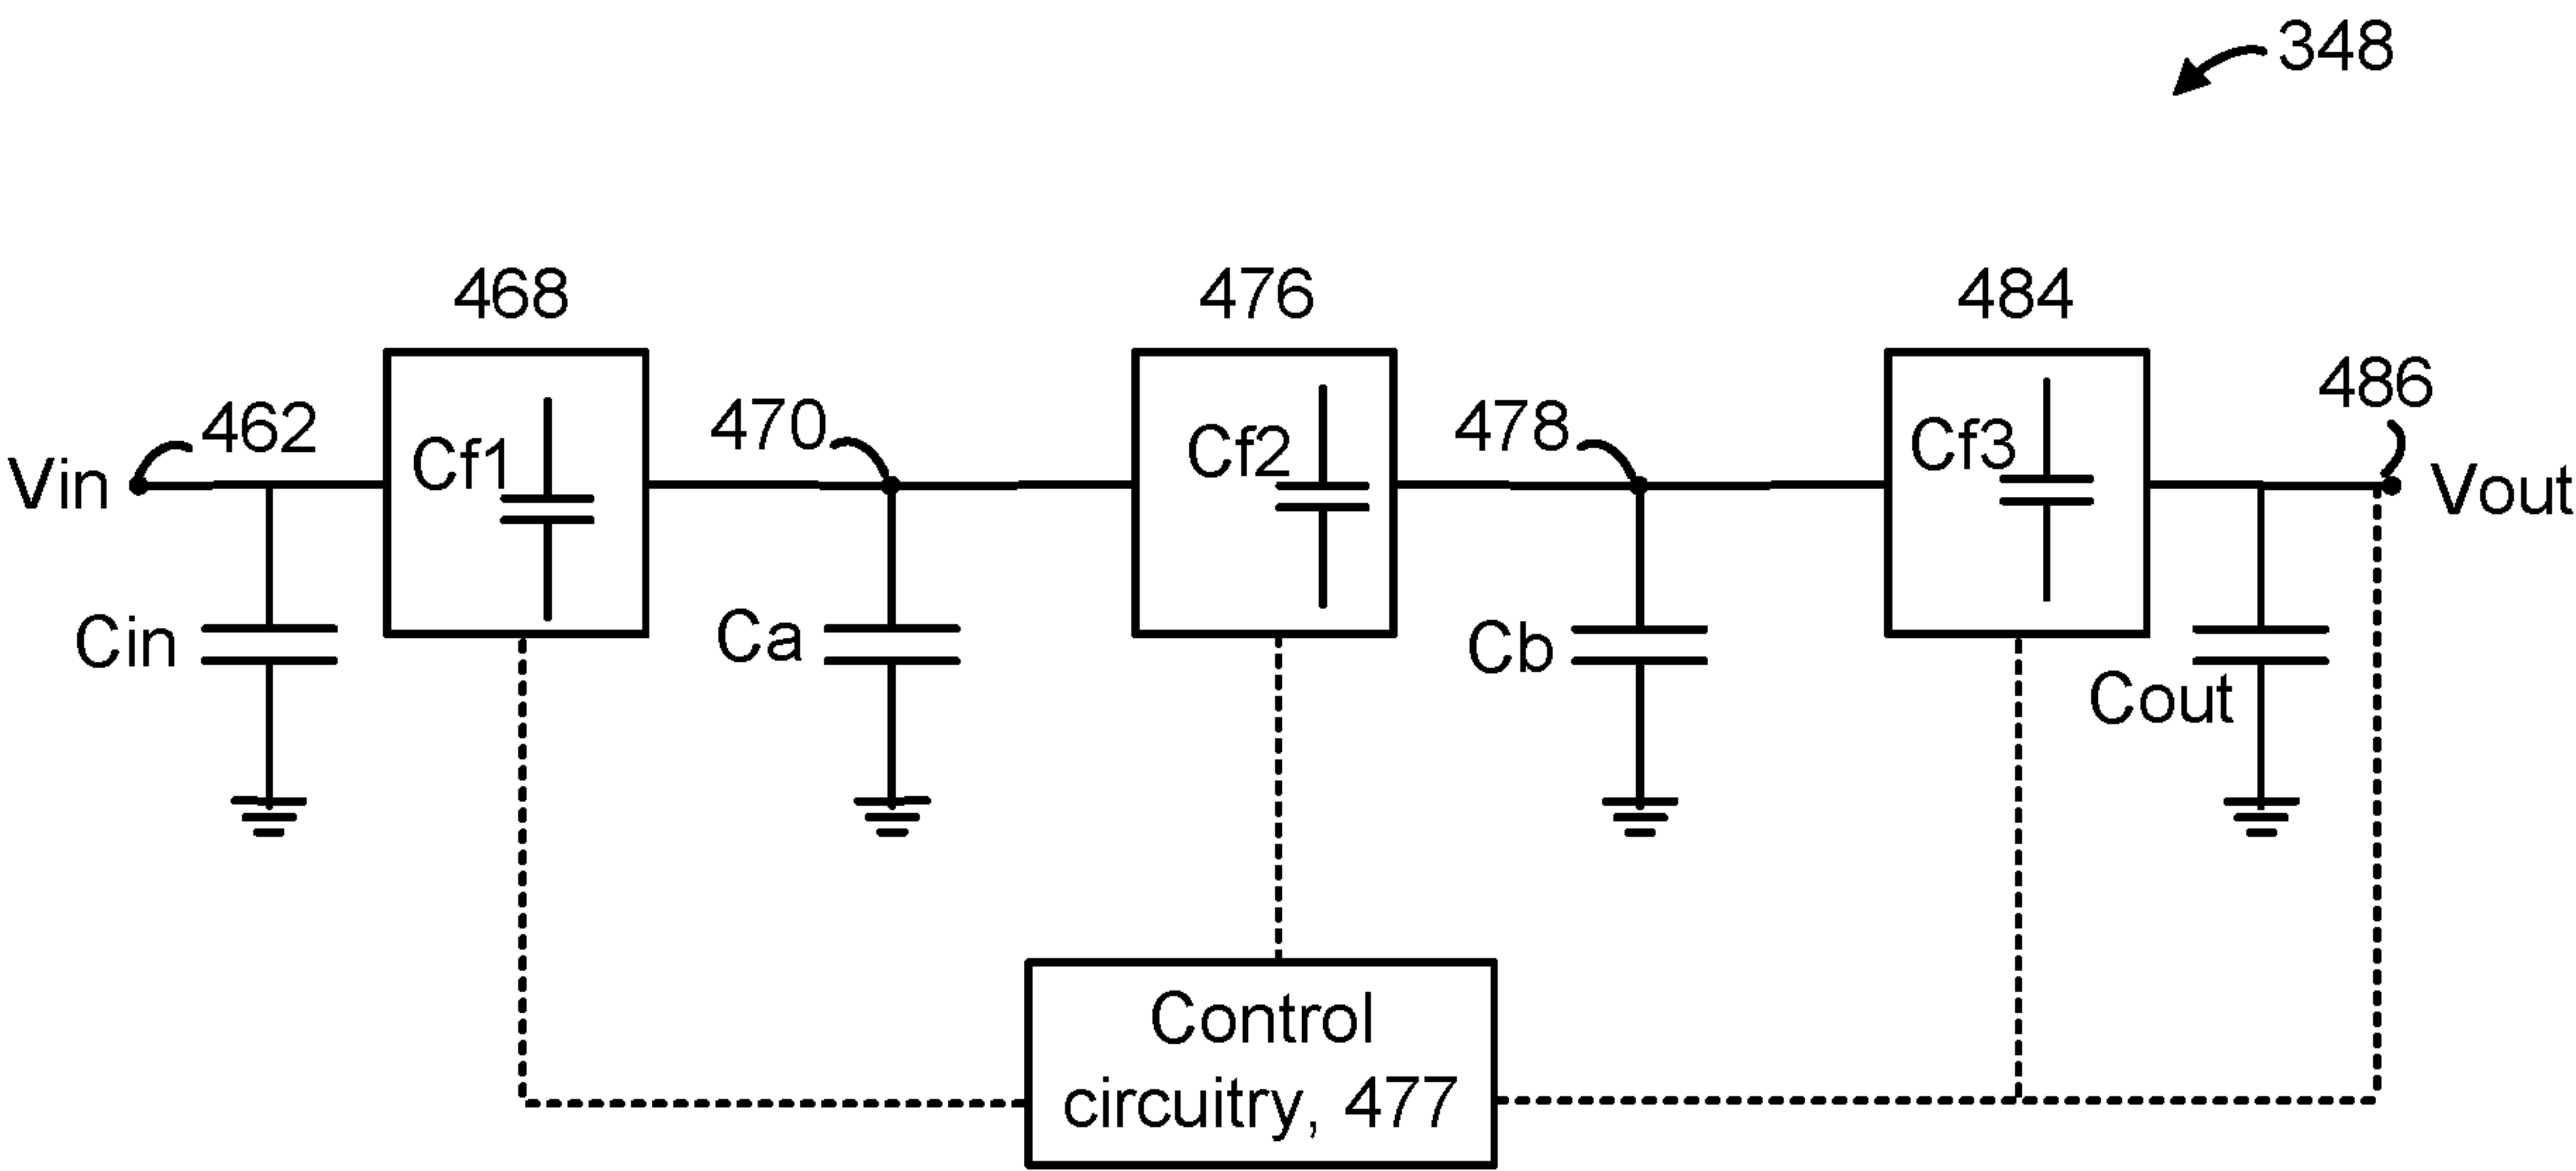 348
468
476
484
486
462
470
478
Vin
Cf1
Cf2
Cf3
Vout
Cin
Ca
Cb
Cout
Control
circuitry, 477